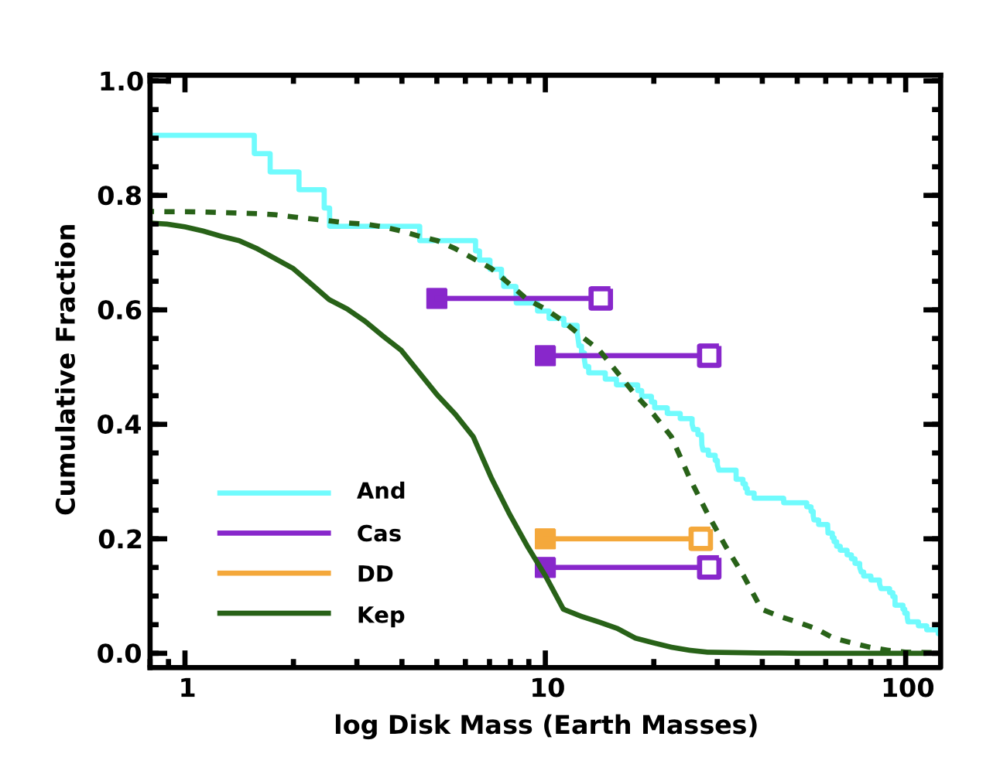 1.0
0.8
0.6
0.4
0.2
0.0
Cumulative Fraction
And
Cas
DD
Kep
1 10 100
log Disk Mass (Earth Masses)